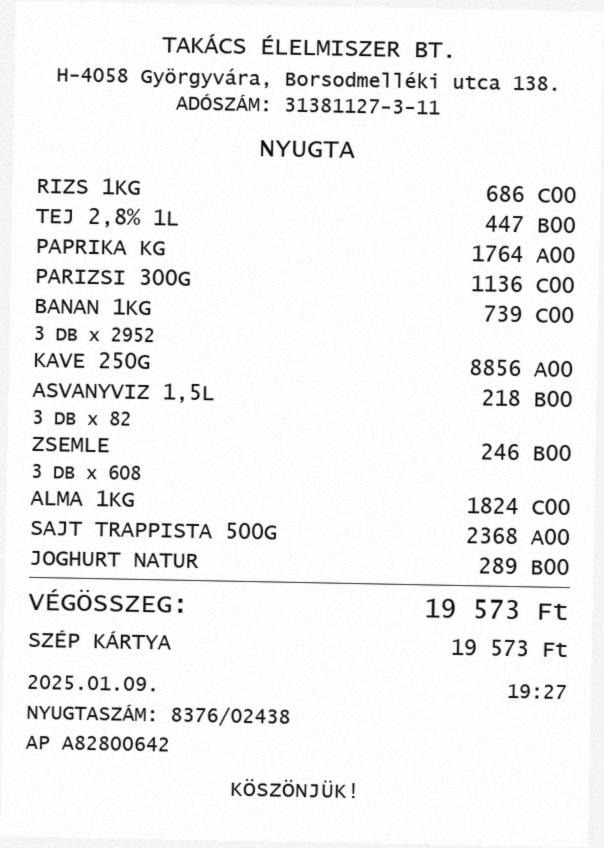 TAKÁCS ÉLELMISZER BT.
H-4058 Györgyvára, Borsodmelléki utca 138.
ADÓSZÁM: 31381127-3-11
NYUGTA
RIZS 1KG 686 C00
TEJ 2,8% 1L 447 B00
PAPRIKA KG 1764 A00
PARIZSI 300G 1136 C00
BANAN 1KG 739 C00
3 DB x 2952
KAVE 250G 8856 A00
ASVANYVIZ 1,5L 218 B00
3 DB x 82
ZSEMLE 246 B00
3 DB x 608
ALMA 1KG 1824 C00
SAJT TRAPPISTA 500G 2368 A00
JOGHURT NATUR 289 B00
VÉGÖSSZEG: 19 573 Ft
SZÉP KÁRTYA 19 573 Ft
2025.01.09. 19:27
NYUGTASZÁM: 8376/02438
AP A82800642
KÖSZÖNJÜK!